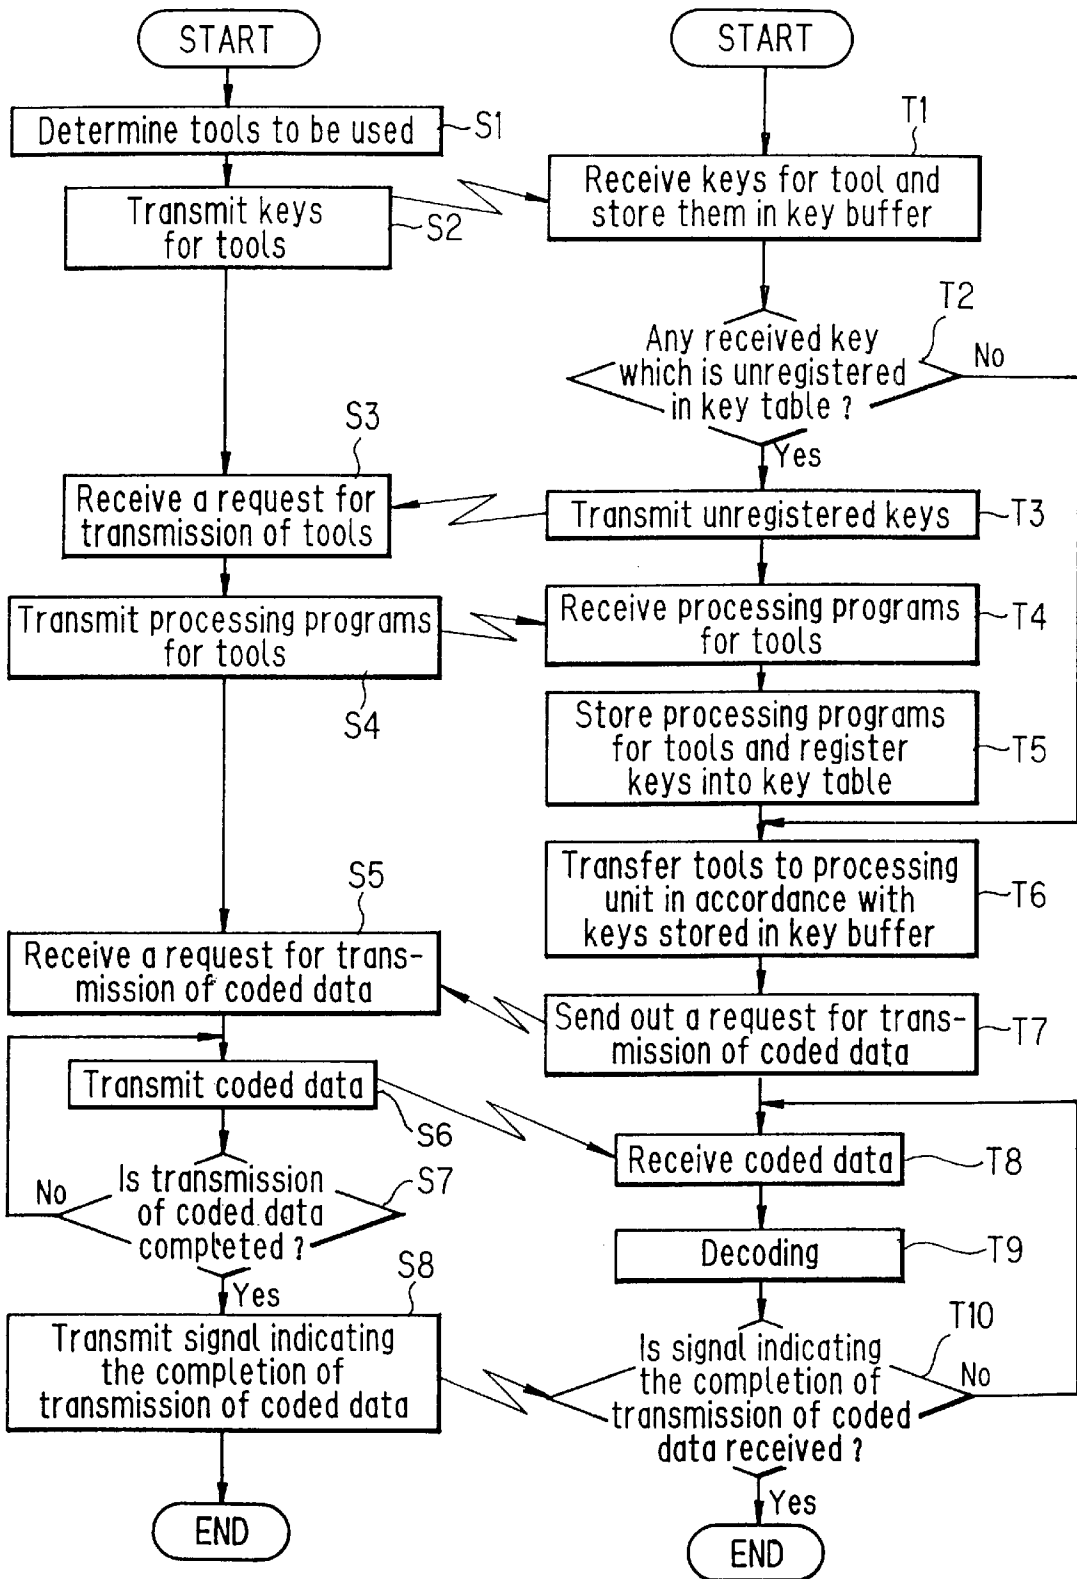 START
Determine tools to be used
S1
Transmit keys
for tools
S2
S3
Receive a request for
transmission of tools
Transmit processing programs
for tools
S4
S5
Receive a request for trans-
mission of coded data
Transmit coded data
S6
Is transmission
of coded data
completed ?
S7
No
Yes
S8
Transmit signal indicating
the completion of
transmission of coded data
END
START
T1
Receive keys for tool and
store them in key buffer
T2
Any received key
which is unregistered
in key table ?
No
Yes
Transmit unregistered keys
T3
Receive processing programs
for tools
T4
Store processing programs
for tools and register
keys into key table
T5
Transfer tools to processing
unit in accordance with
keys stored in key buffer
T6
Send out a request for trans-
mission of coded data
T7
Receive coded data
T8
Decoding
T9
T10
Is signal indicating
the completion of
transmission of coded
data received ?
No
Yes
END